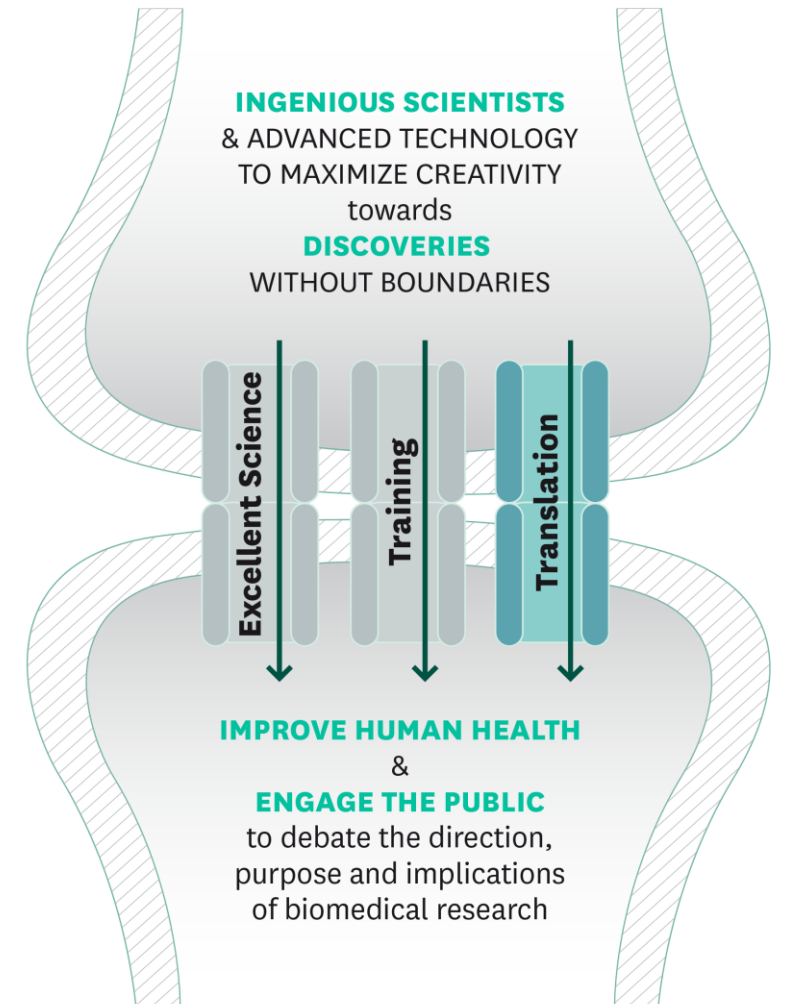 INGENIOUS SCIENTISTS
& ADVANCED TECHNOLOGY
TO MAXIMIZE CREATIVITY
towards
DISCOVERIES
WITHOUT BOUNDARIES
Excellent Science
Training
Translation
IMPROVE HUMAN HEALTH
&
ENGAGE THE PUBLIC
to debate the direction,
purpose and implications
of biomedical research